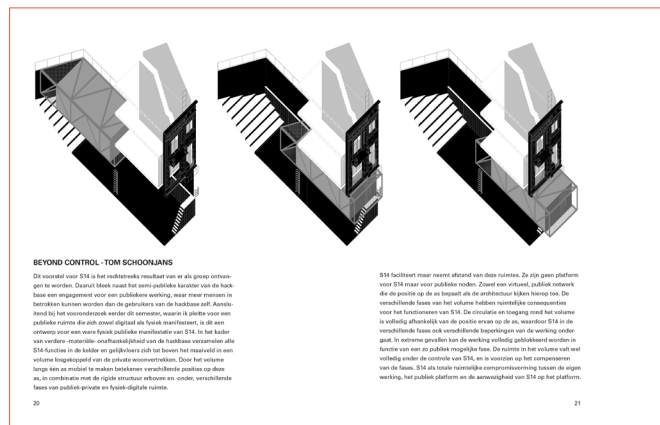 BEYOND CONTROL - TOM SCHOONJANS
Dit voorstel voor S14 is het rechtstreeks resultaat van er als groep ontvan-
gen te worden. Daaruit bleek naast het semi-publieke karakter van de hack-
base een engagement voor een publiekere werking, waar meer mensen in
betrokken kunnen worden dan de gebruikers van de hackbase zelf. Aanslu-
itend bij het vooronderzoek eerder dit semester, waarin ik pleitte voor een
publieke ruimte die zich zowel digitaal als fysiek manifesteert, is dit een
ontwerp voor een ware fysiek publieke manifestatie van S14. In het kader
van verdere -materiële- onafhankelijkheid van de hackbase verzamelen alle
S14-functies in de kelder en gelijkvloers zich tot boven het maaiveld in een
volume losgekoppeld van de private woonvertrekken. Door het volume
langs één as mobiel te maken betekenen verschillende posities op deze
as, in combinatie met de rigide structuur erboven en -onder, verschillende
fases van publiek-private en fysiek-digitale ruimte.
20
S14 faciliteert maar neemt afstand van deze ruimtes. Ze zijn geen platform
voor S14 maar voor publieke noden. Zowel een virtueel, publiek netwerk
die de positie op de as bepaalt als de architectuur kijken hierop toe. De
verschillende fases van het volume hebben ruimtelijke consequenties
voor het functioneren van S14. De circulatie en toegang rond het volume
is volledig afhankelijk van de positie ervan op de as, waardoor S14 in de
verschillende fases ook verschillende beperkingen van de werking onder-
gaat. In extreme gevallen kan de werking volledig geblokkeerd worden in
functie van een zo publiek mogelijke fase. De ruimte in het volume valt wel
volledig onder de controle van S14, en is voorzien op het compenseren
van de fases. S14 als totale ruimtelijke compromisvorming tussen de eigen
werking, het publiek platform en de aanwezigheid van S14 op het platform.
21